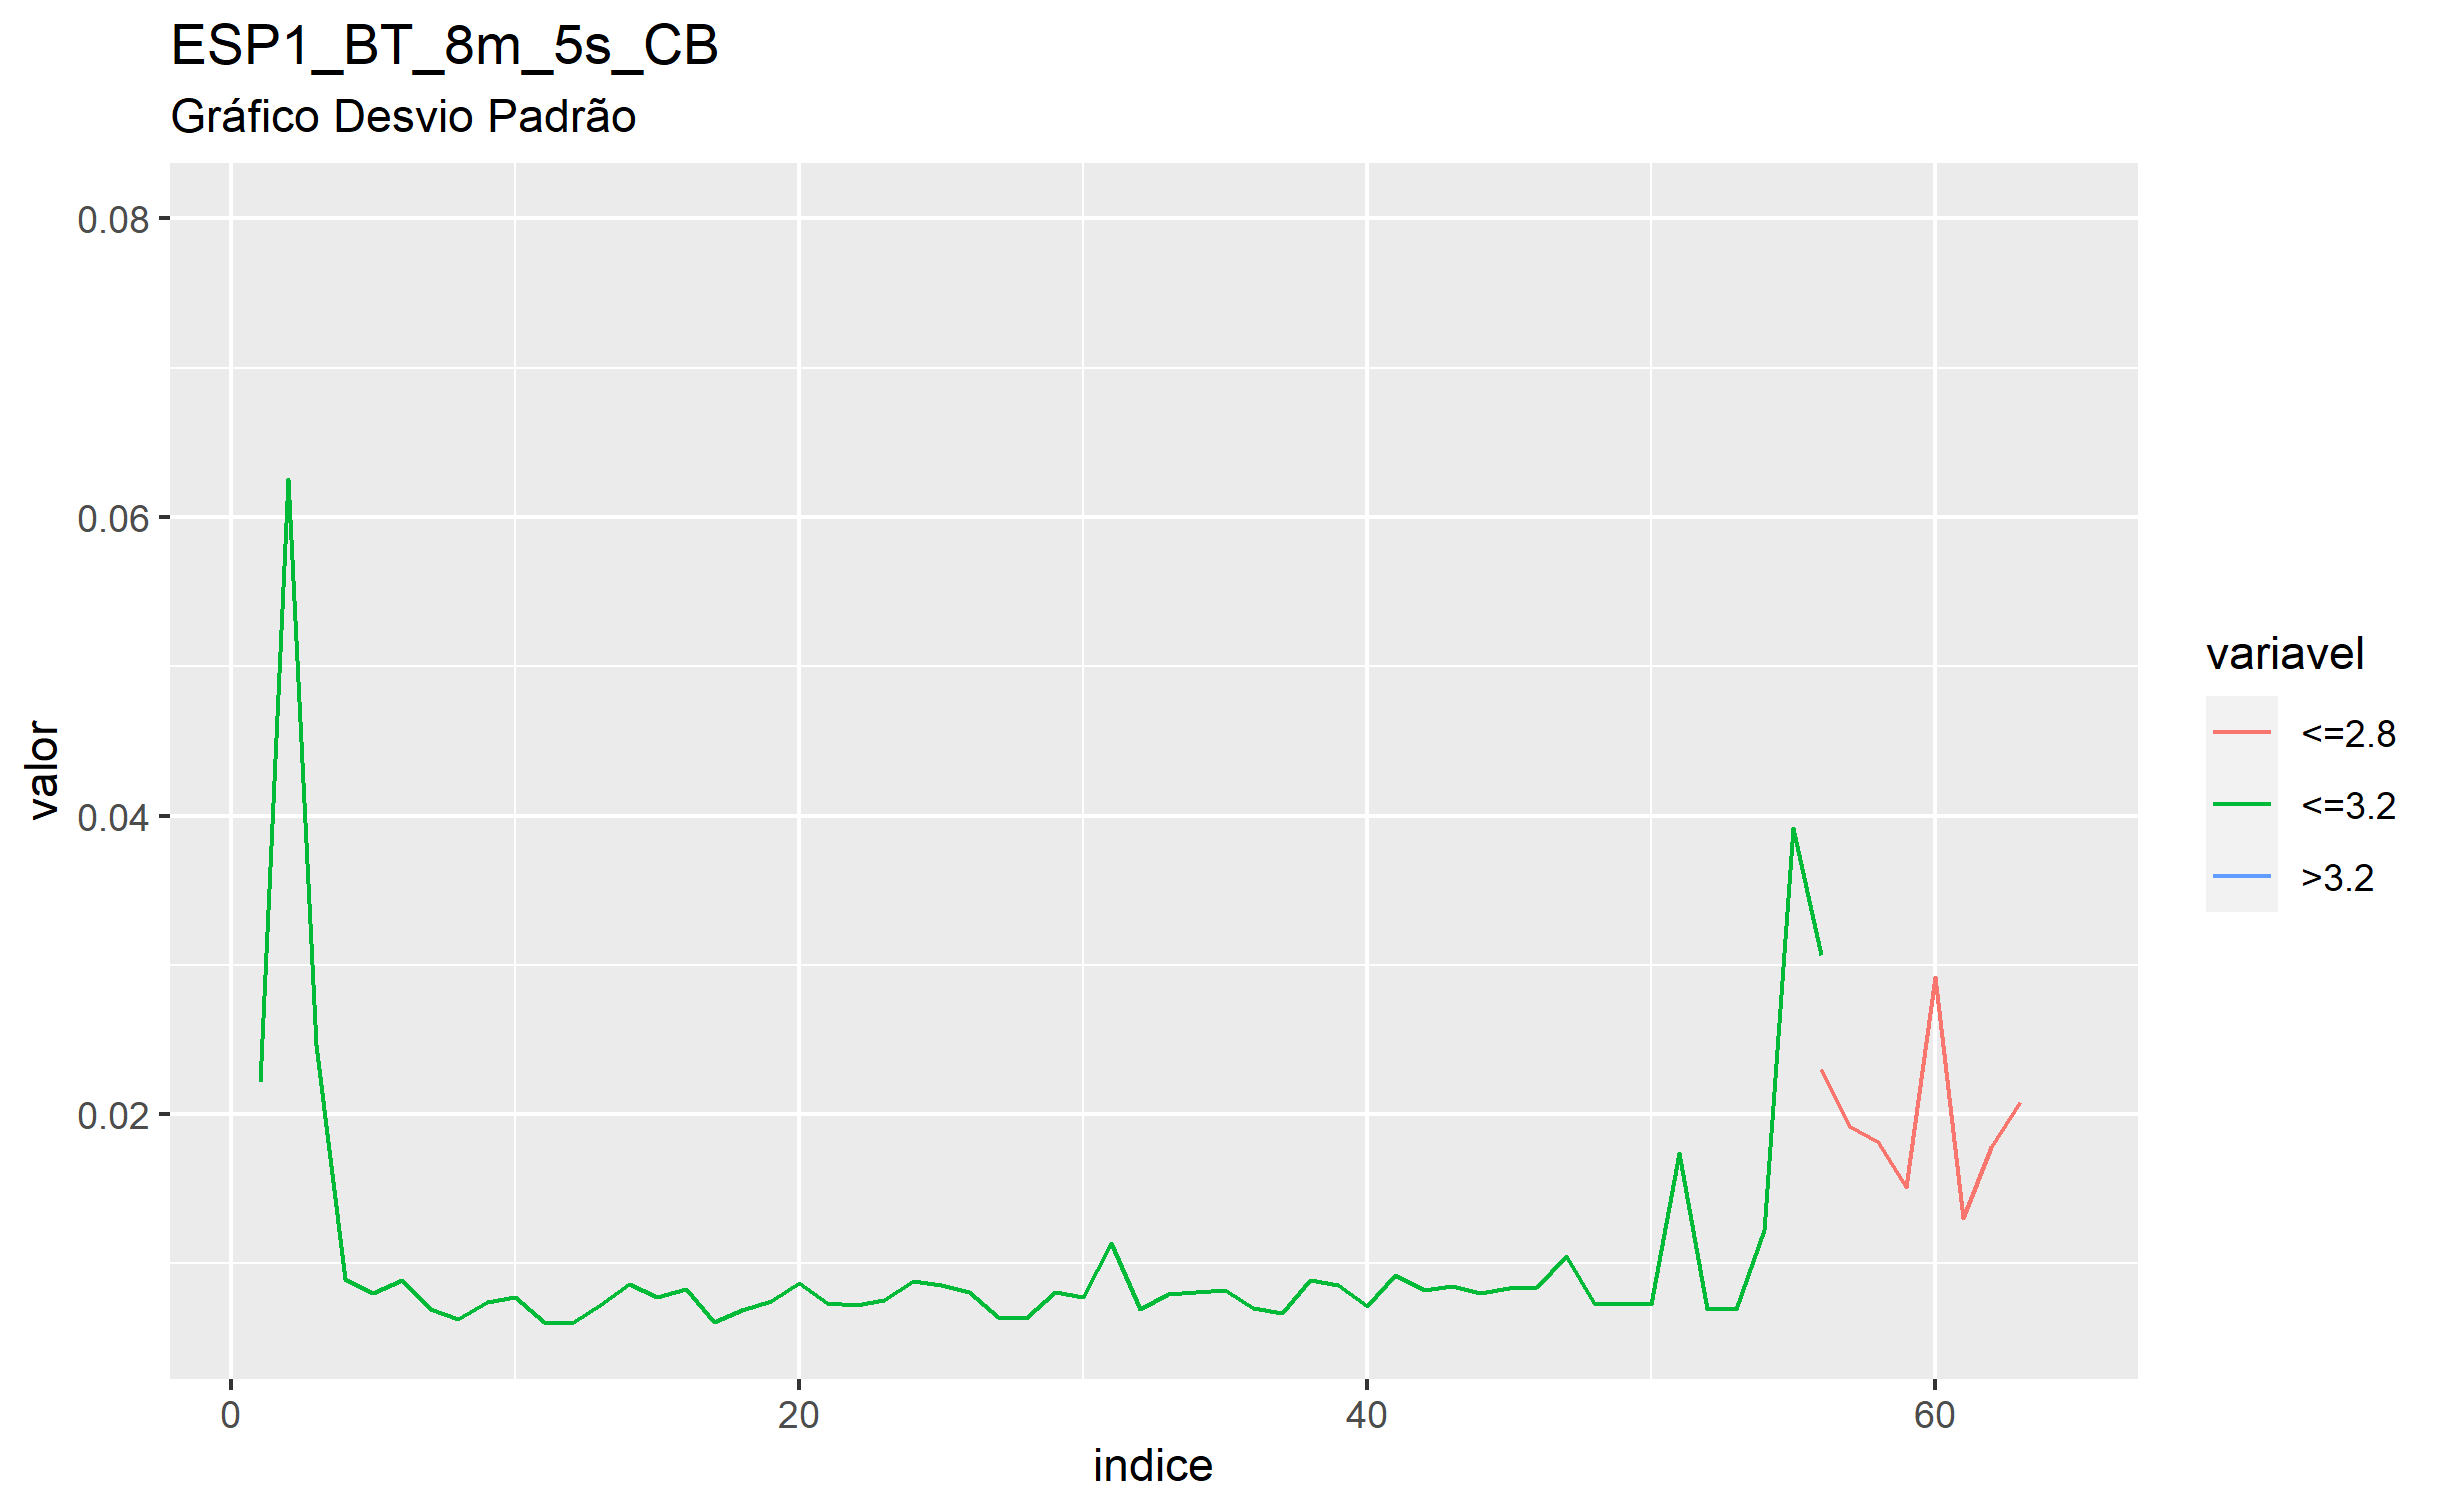 ESP1_BT_8m_5s_CB
Gráfico Desvio Padrão
0.08
0.06
0.04
0.02
valor
0
20
40
60
indice
variavel
<=2.8
<=3.2
>3.2